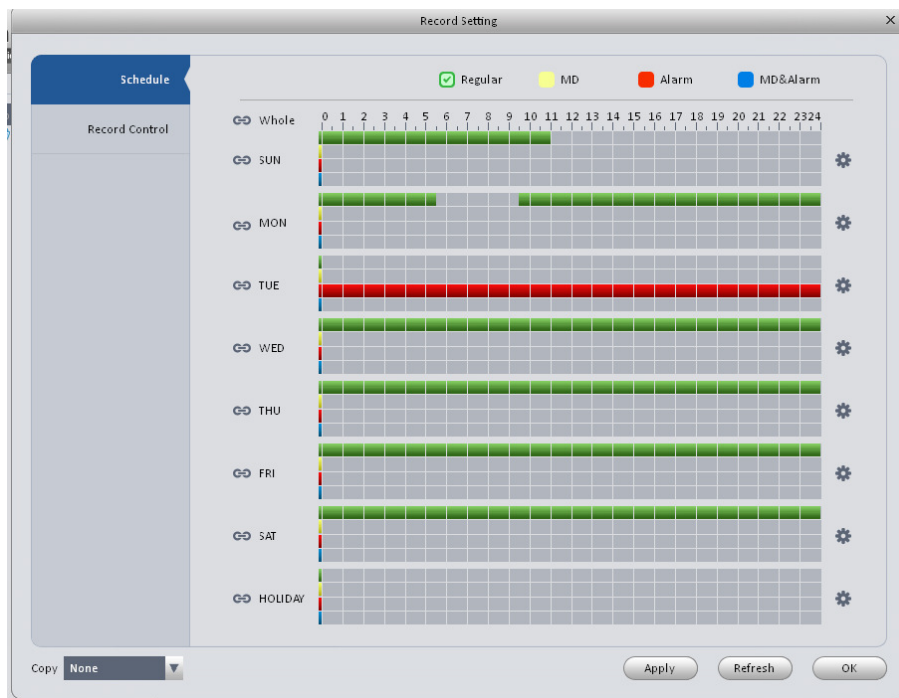 Record Setting
Schedule
Record Control
Regular MD Alarm MD&Alarm
Whole 0 1 2 3 4 5 6 7 8 9 10 11 12 13 14 15 16 17 18 19 20 21 22 2324
SUN
MON
TUE
WED
THU
FRI
SAT
HOLIDAY
Copy None Apply Refresh OK